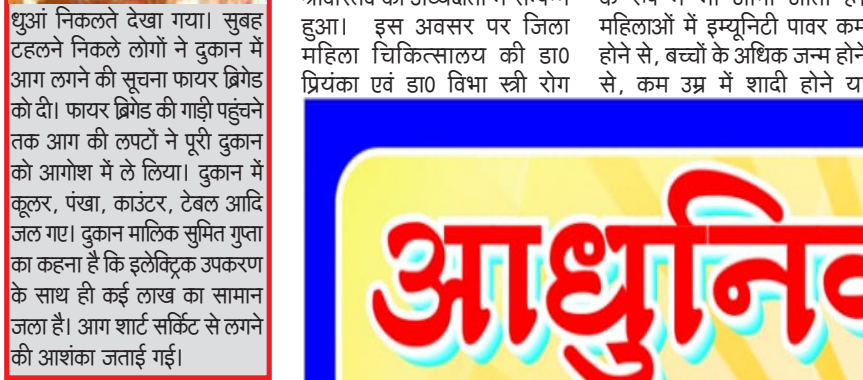 धुआं निकलते देखा गया। सुबह
टहलने निकले लोगों ने दुकान में
आग लगने की सूचना फायर ब्रिगेड
को दी। फायर ब्रिगेड की गाड़ी पहुंचने
तक आग की लपटों ने पूरी दुकान
को आगोश में ले लिया। दुकान में
कूलर, पंखा, काउंटर, टेबल आदि
जल गए। दुकान मालिक सुमित गुप्ता
का कहना है कि इलेक्ट्रिक उपकरण
के साथ ही कई लाख का सामान
जला है। आग शार्ट सर्किट से लगने
की आशंका जताई गई।
हुआ। इस अवसर पर जिला
महिला चिकित्सालय की डा0
प्रियंका एवं डा0 विभा स्त्री रोग
महिलाओं में इम्यूनिटी पावर कम
होने से, बच्चों के अधिक जन्म होने
से, कम उम्र में शादी होने या